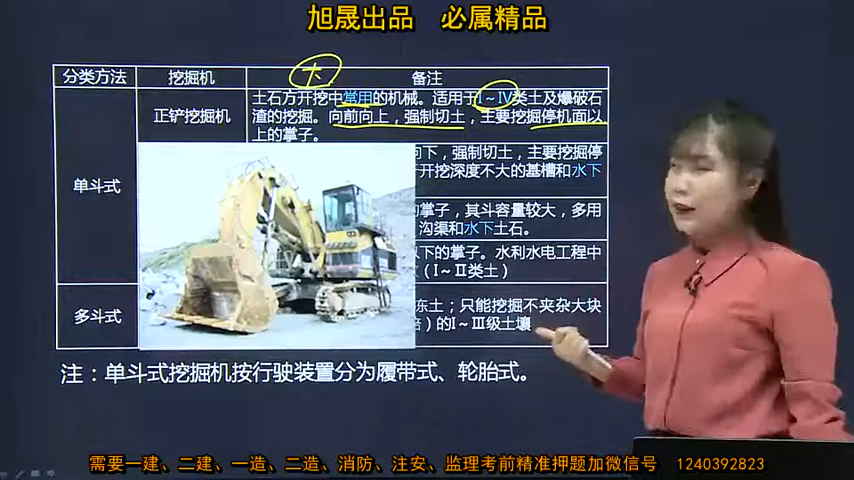 旭晟出品 必属精品
分类方法 挖掘机 备注
大
土石方开挖中常用的机械。适用于Ⅰ~Ⅳ类土及爆破石
正铲挖掘机 渣的挖掘。向前向上，强制切土，主要挖掘停机面以
上的掌子。
向下，强制切土，主要挖掘停
单斗式 开挖深度不大的基槽和水下
的掌子，其斗容量较大，多用
沟渠和水下土石。
以下的掌子。水利水电工程中
（Ⅰ~Ⅱ类土）
多斗式 冻土；只能挖掘不夹杂大块
）的Ⅰ~Ⅲ级土壤
注：单斗式挖掘机按行驶装置分为履带式、轮胎式。
需要一建、二建、一造、二造、消防、注安、监理考前精准押题加微信号 1240392823